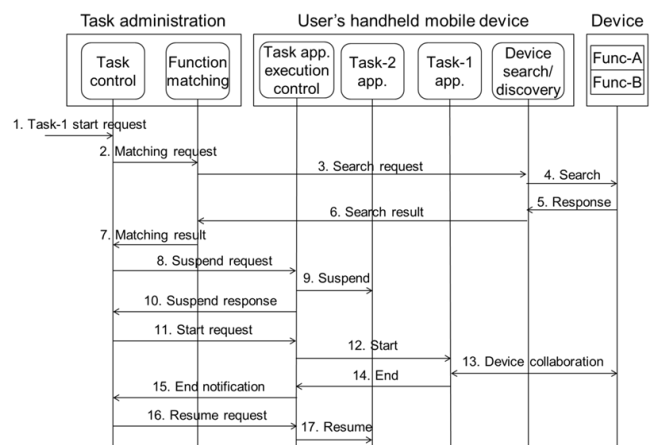 Task administration
User's handheld mobile device
Device
Task
control
Function
matching
Task app.
execution
control
Task-2
app.
Task-1
app.
Device
search/
discovery
Func-A
Func-B
1. Task-1 start request
2. Matching request
3. Search request
4. Search
5. Response
6. Search result
7. Matching result
8. Suspend request
9. Suspend
10. Suspend response
11. Start request
12. Start
13. Device collaboration
14. End
15. End notification
16. Resume request
17. Resume